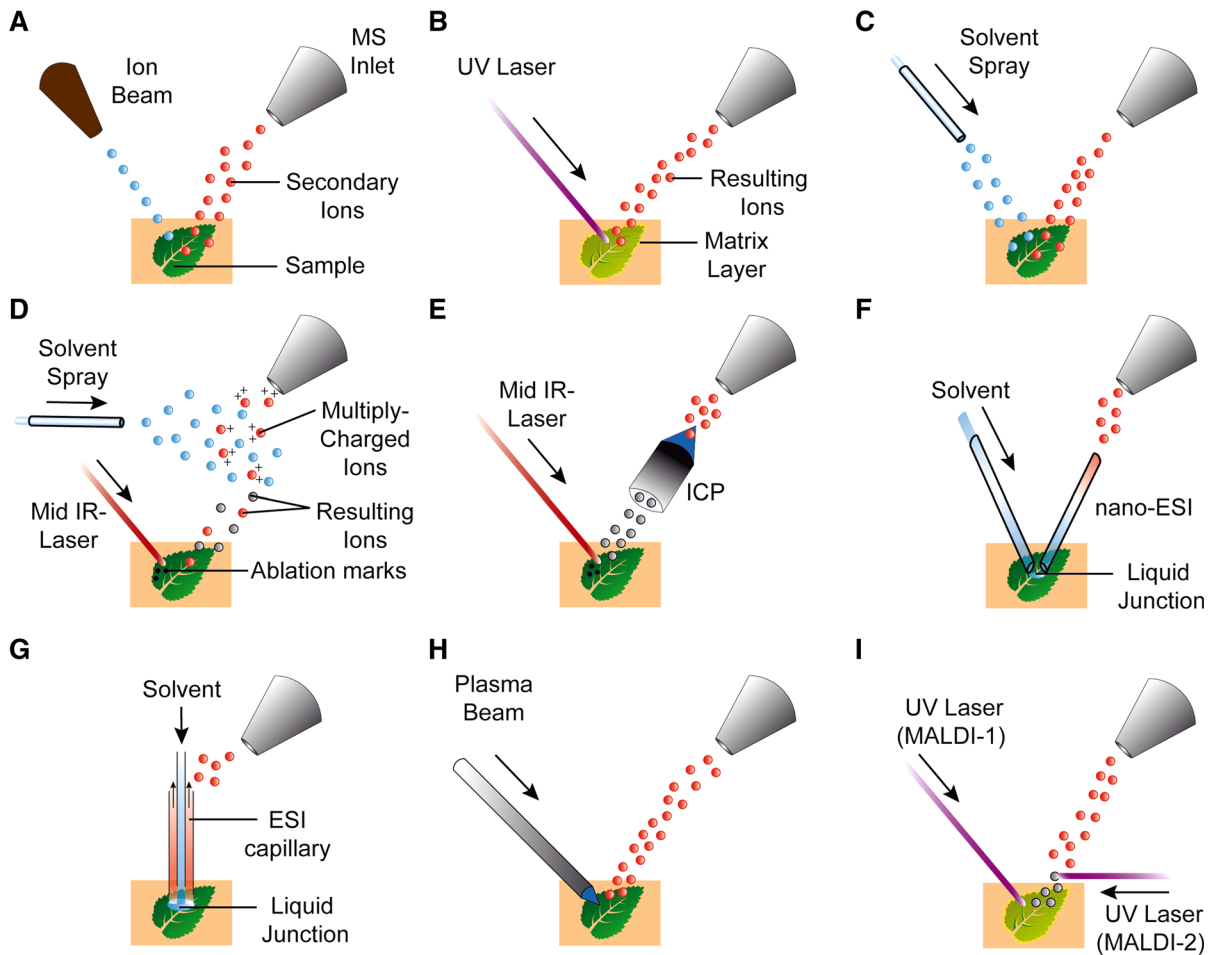 A
Ion
Beam
MS
Inlet
Secondary
Ions
Sample
B
UV Laser
Resulting
Ions
Matrix
Layer
C
Solvent
Spray
D
Solvent
Spray
Multiply-
Charged
Ions
Mid IR-
Laser
Resulting
Ions
Ablation marks
+
+
+
+
+
+
+
+
+
+
+
+
E
Mid IR-
Laser
ICP
F
Solvent
nano-ESI
Liquid
Junction
G
Solvent
ESI
capillary
Liquid
Junction
H
Plasma
Beam
I
UV Laser
(MALDI-1)
UV Laser
(MALDI-2)